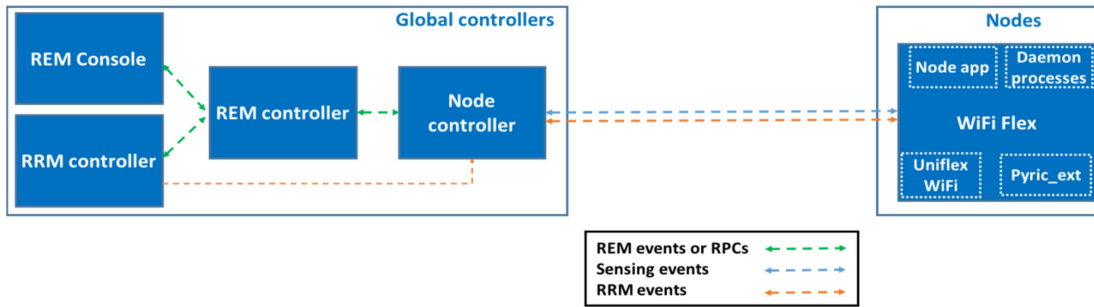 Global controllers
REM Console
REM controller
Node
controller
RRM controller
Nodes
Node app
Daemon
processes
WiFi Flex
Uniflex
WiFi
Pyric_ext
REM events or RPCs
Sensing events
RRM events